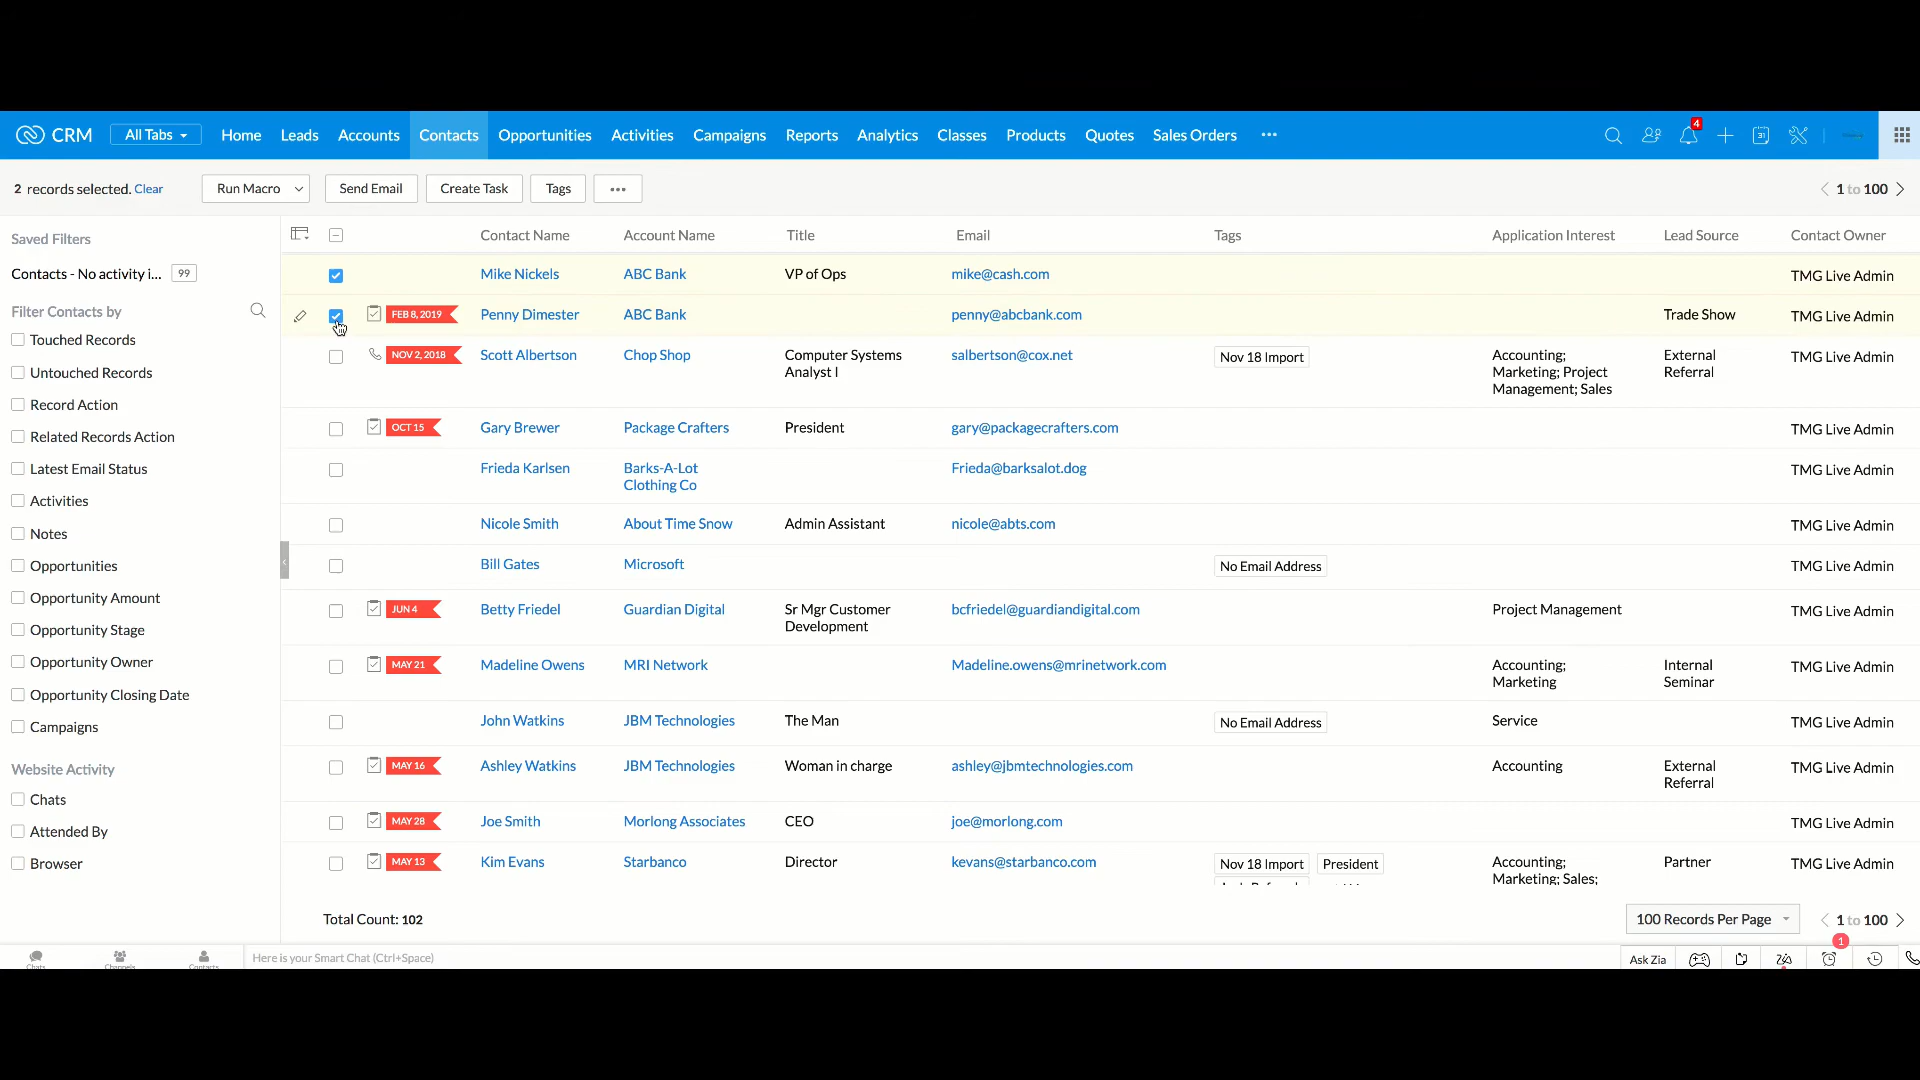 CRM All Tabs Home Leads Accounts Contacts Opportunities Activities Campaigns Reports Analytics Classes Products Quotes Sales Orders ••• 4 31
2 records selected. Clear Run Macro Send Email Create Task Tags ••• 1 to 100
Saved Filters
Contacts - No activity i... 99
Filter Contacts by
Touched Records
Untouched Records
Record Action
Related Records Action
Latest Email Status
Activities
Notes
Opportunities
Opportunity Amount
Opportunity Stage
Opportunity Owner
Opportunity Closing Date
Campaigns
Website Activity
Chats
Attended By
Browser
Contact Name Account Name Title Email Tags Application Interest Lead Source Contact Owner
Mike Nickels ABC Bank VP of Ops mike@cash.com TMG Live Admin
FEB 8, 2019 Penny Dimester ABC Bank penny@abcbank.com Trade Show TMG Live Admin
NOV 2, 2018 Scott Albertson Chop Shop Computer Systems salbertson@cox.net Nov 18 Import Accounting; External TMG Live Admin
Analyst I Marketing; Project Referral
Management; Sales
OCT 15 Gary Brewer Package Crafters President gary@packagecrafters.com TMG Live Admin
Frieda Karlsen Barks-A-Lot Frieda@barksalot.dog TMG Live Admin
Clothing Co
Nicole Smith About Time Snow Admin Assistant nicole@abts.com TMG Live Admin
Bill Gates Microsoft No Email Address TMG Live Admin
JUN 4 Betty Friedel Guardian Digital Sr Mgr Customer bcfriedel@guardiandigital.com Project Management TMG Live Admin
Development
MAY 21 Madeline Owens MRI Network Madeline.owens@mrinetwork.com Accounting; Internal TMG Live Admin
Marketing Seminar
John Watkins JBM Technologies The Man No Email Address Service TMG Live Admin
MAY 16 Ashley Watkins JBM Technologies Woman in charge ashley@jbmtechnologies.com Accounting External TMG Live Admin
Referral
MAY 28 Joe Smith Morlong Associates CEO joe@morlong.com TMG Live Admin
MAY 13 Kim Evans Starbanco Director kevans@starbanco.com Nov 18 Import President Accounting; Partner TMG Live Admin
Marketing; Sales;
Total Count: 102 100 Records Per Page 1 to 100
1
Chats Channels Contacts Here is your Smart Chat (Ctrl+Space) Ask Zia